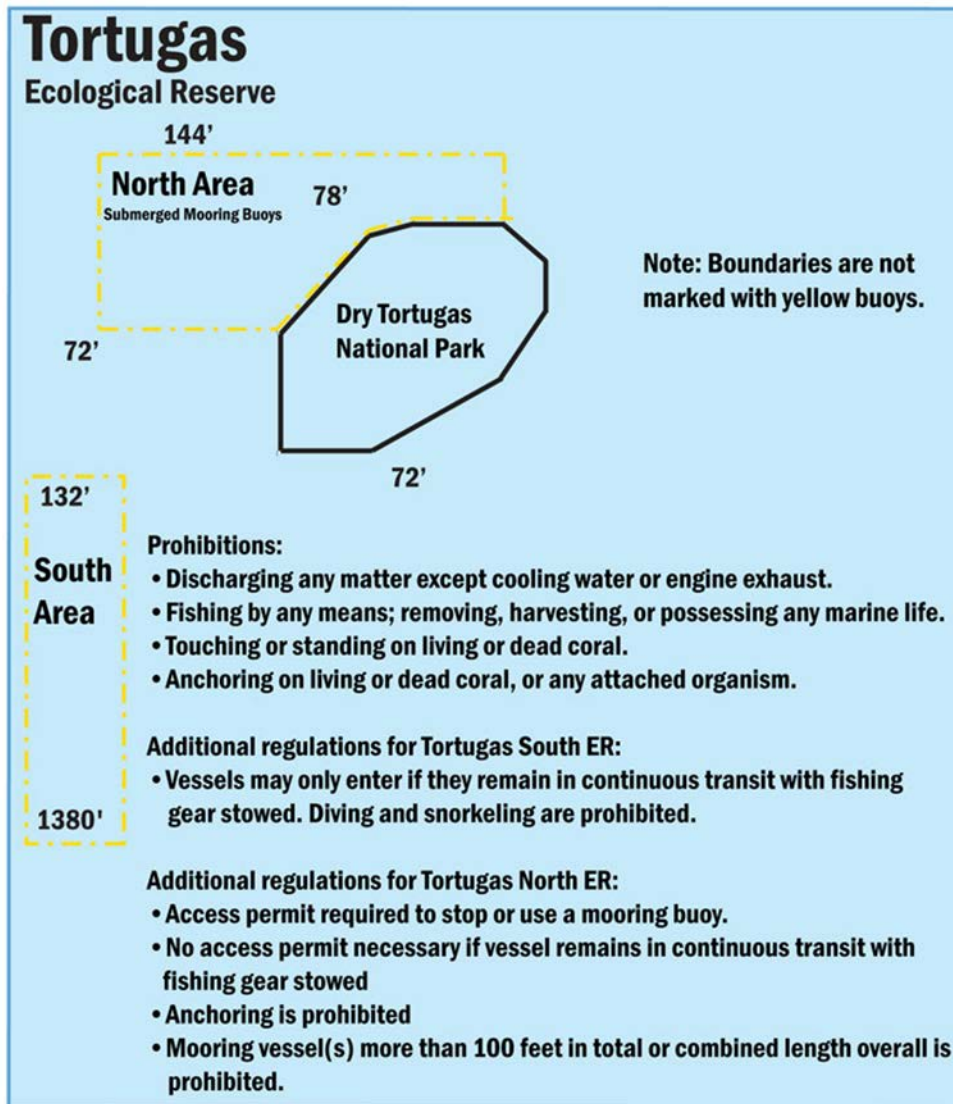 Tortugas
Ecological Reserve
144'
North Area
Submerged Mooring Buoys
78'
Note: Boundaries are not
marked with yellow buoys.
Dry Tortugas
National Park
72'
72'
132'
South
Area
1380'
Prohibitions:
• Discharging any matter except cooling water or engine exhaust.
• Fishing by any means; removing, harvesting, or possessing any marine life.
• Touching or standing on living or dead coral.
• Anchoring on living or dead coral, or any attached organism.
Additional regulations for Tortugas South ER:
• Vessels may only enter if they remain in continuous transit with fishing
gear stowed. Diving and snorkeling are prohibited.
Additional regulations for Tortugas North ER:
• Access permit required to stop or use a mooring buoy.
• No access permit necessary if vessel remains in continuous transit with
fishing gear stowed
• Anchoring is prohibited
• Mooring vessel(s) more than 100 feet in total or combined length overall is
prohibited.